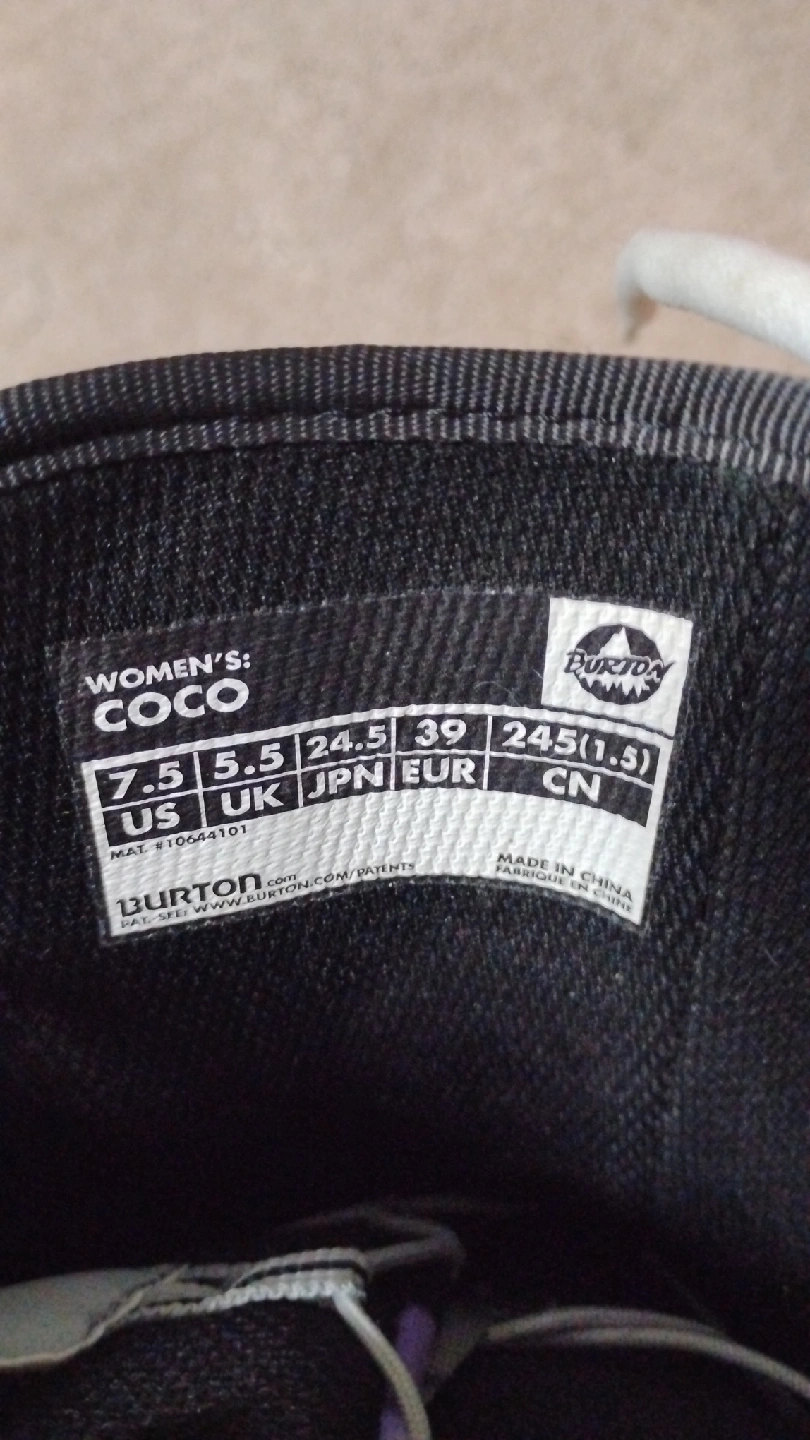 BURTON
WOMEN'S:
COCO
7.5 5.5 24.5 39 245(1.5)
US UK JPN EUR CN
MAT. #10644101
BURTON.com
PAT. SEE: WWW.BURTON.COM/PATENTS
MADE IN CHINA
FABRIQUE EN CHINE